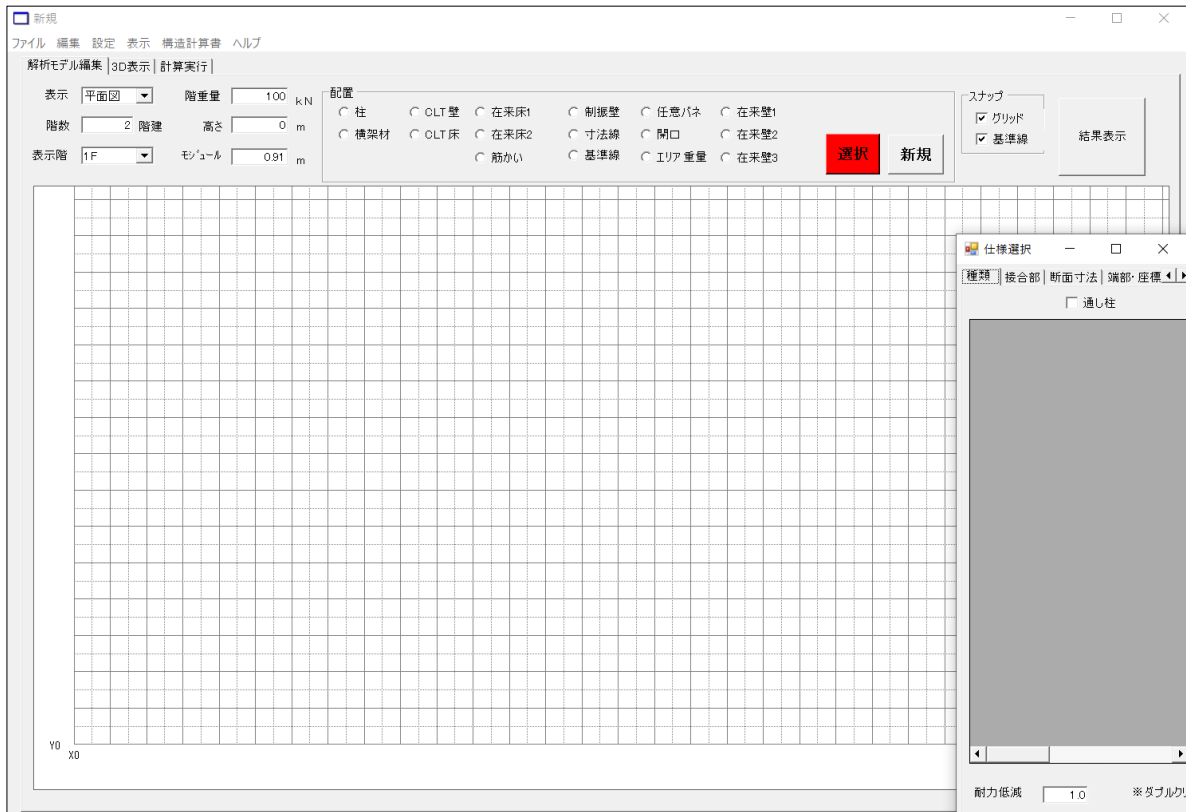 新規
ファイル 編集 設定 表示 構造計算書 ヘルプ
解析モデル編集 3D表示 計算実行
表示 平面図 階重量 100 kN
階数 2 階建 高さ 0 m
表示階 1F モジュール 0.91 m
配置
柱 CLT壁 在来床1 制振壁 任意バネ 在来壁1
横架材 CLT床 在来床2 寸法線 開口 在来壁2
筋かい 基準線 エリア重量 在来壁3
選択 新規
スナップ
グリッド
基準線
結果表示
仕様選択
種類 接合部 断面寸法 端部・座標
通し柱
Y0
X0
耐力低減 1.0 ※ダブルクリ